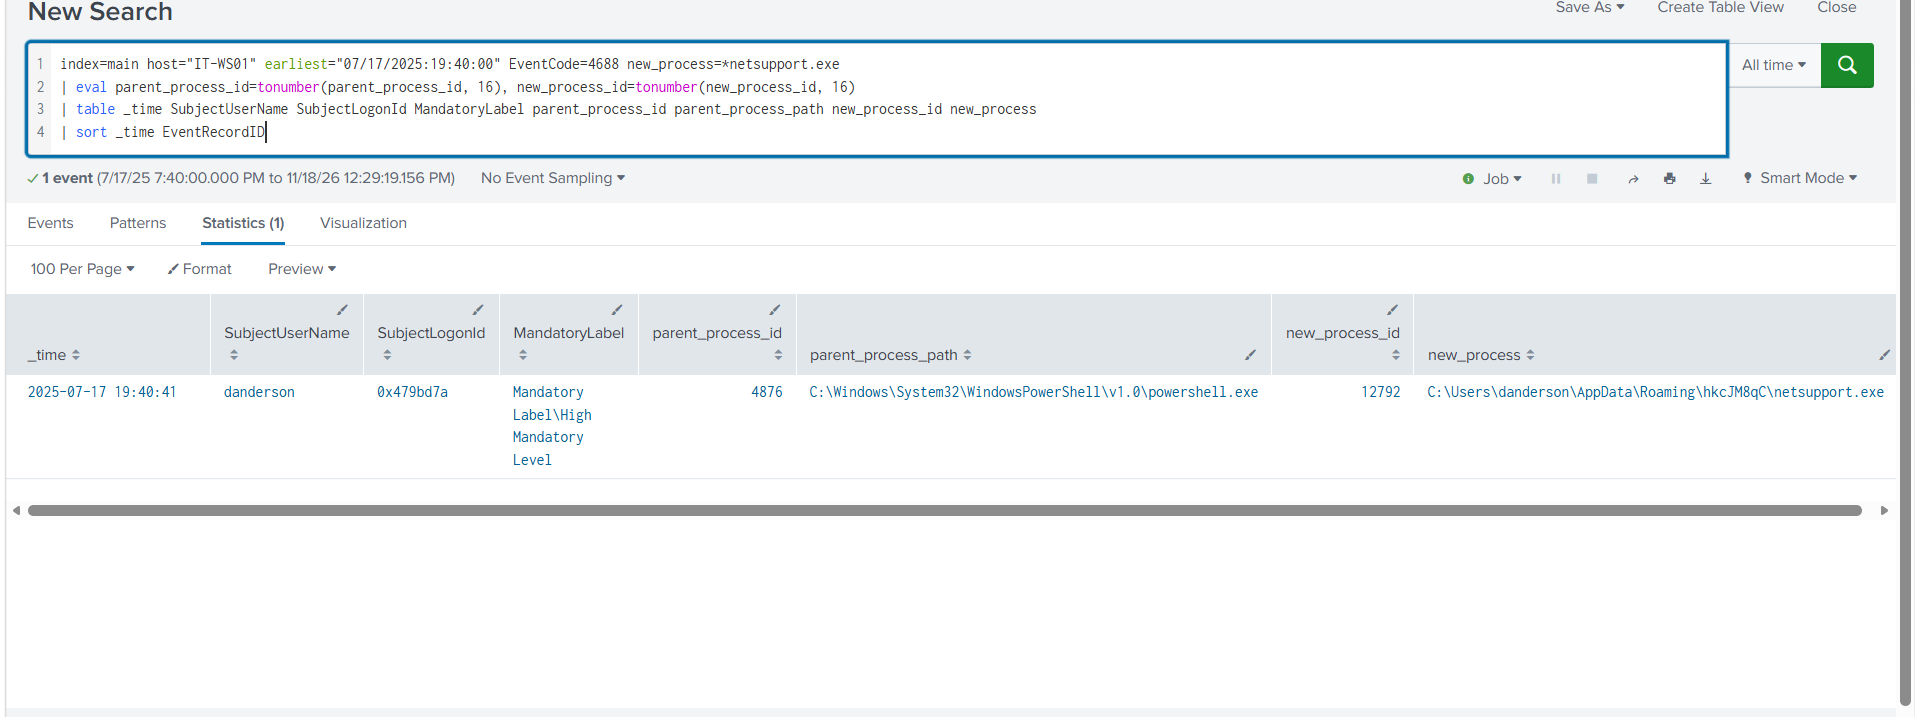 New Search
Save As Create Table View Close
1 index=main host="IT-WS01" earliest="07/17/2025:19:40:00" EventCode=4688 new_process=*netsupport.exe
2 | eval parent_process_id=tonumber(parent_process_id, 16), new_process_id=tonumber(new_process_id, 16)
3 | table _time SubjectUserName SubjectLogonId MandatoryLabel parent_process_id parent_process_path new_process_id new_process
4 | sort _time EventRecordID
All time
1 event (7/17/25 7:40:00.000 PM to 11/18/26 12:29:19.156 PM) No Event Sampling Job Smart Mode
Events Patterns Statistics (1) Visualization
100 Per Page Format Preview
_time SubjectUserName SubjectLogonId MandatoryLabel parent_process_id parent_process_path new_process_id new_process
2025-07-17 19:40:41 danderson 0x479bd7a Mandatory 4876 C:\Windows\System32\WindowsPowerShell\v1.0\powershell.exe 12792 C:\Users\danderson\AppData\Roaming\hkcJM8qC\netsupport.exe
Label\High
Mandatory
Level